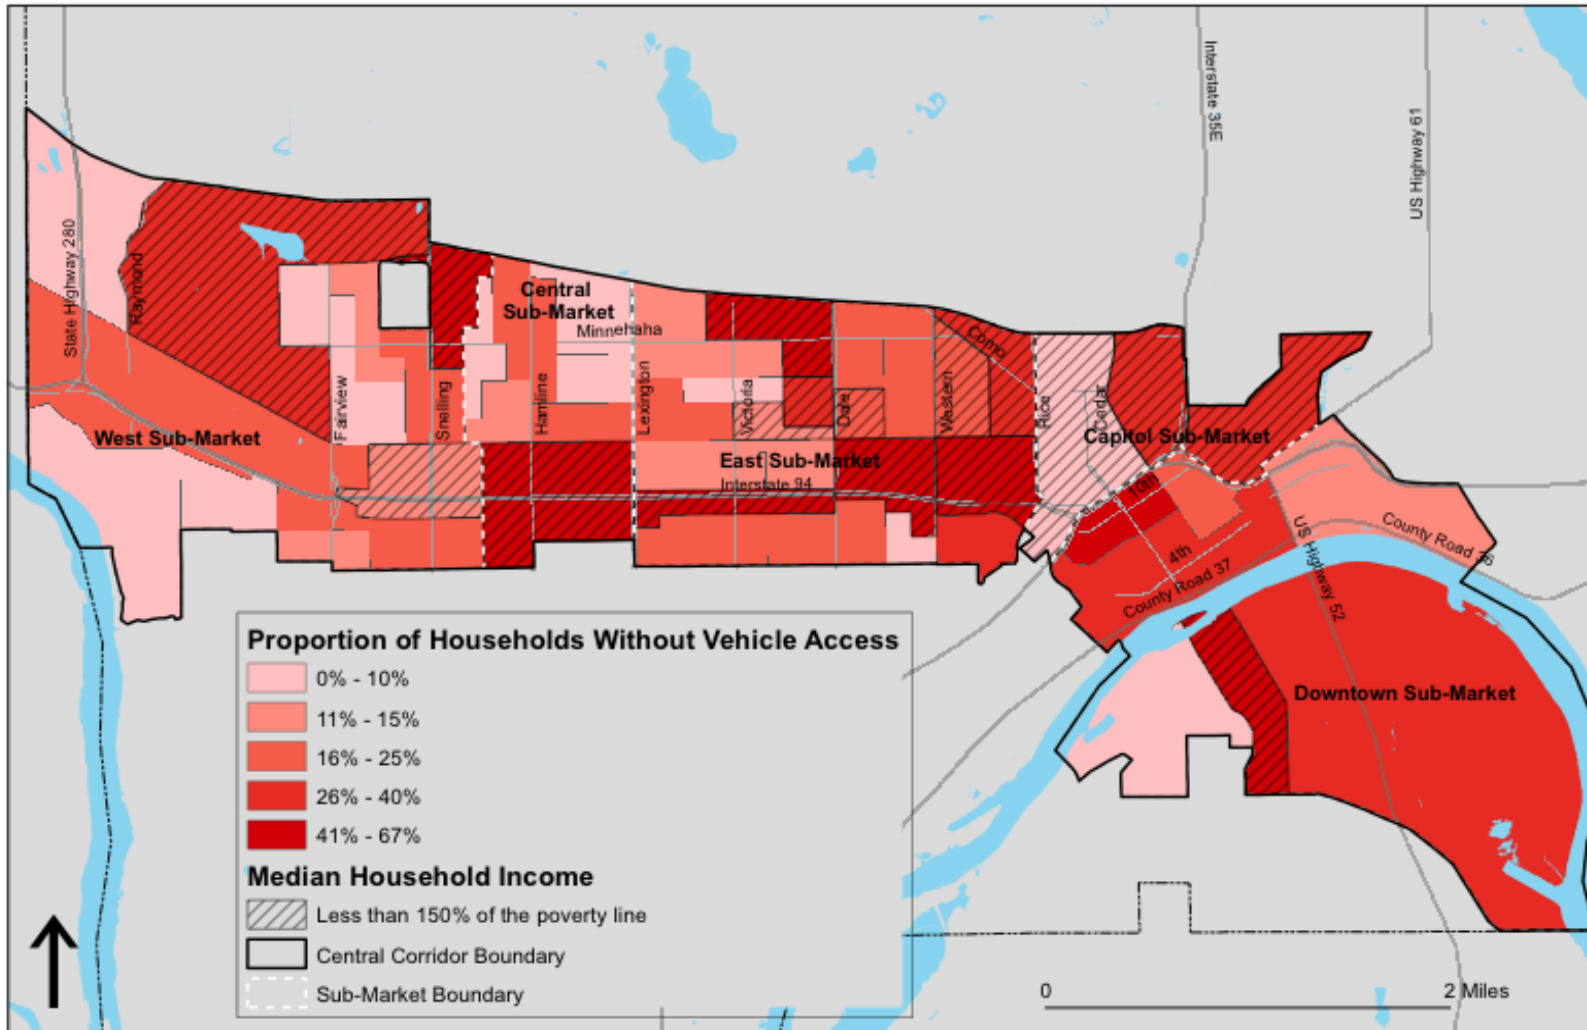 Interstate 35E
US Highway 61
State Highway 280
Raymond
Central
Sub-Market
Minnehaha
Como
Fairview
Snelling
Hamline
Lexington
Victoria
Dale
Western
Rice
Cedar
West Sub-Market
Capitol Sub-Market
East Sub-Market
Interstate 94
10th
4th
County Road 36
County Road 37
US Highway 52
Downtown Sub-Market
Proportion of Households Without Vehicle Access
0% - 10%
11% - 15%
16% - 25%
26% - 40%
41% - 67%
Median Household Income
Less than 150% of the poverty line
Central Corridor Boundary
Sub-Market Boundary
0 2 Miles